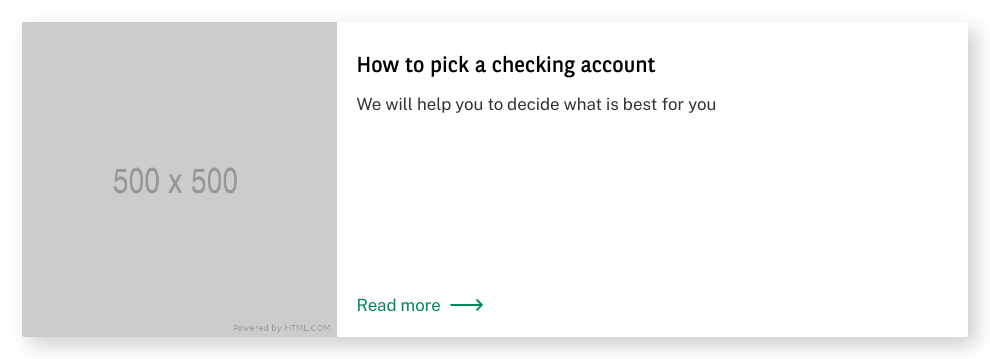 500 x 500
Powered by HTML.COM
How to pick a checking account
We will help you to decide what is best for you
Read more